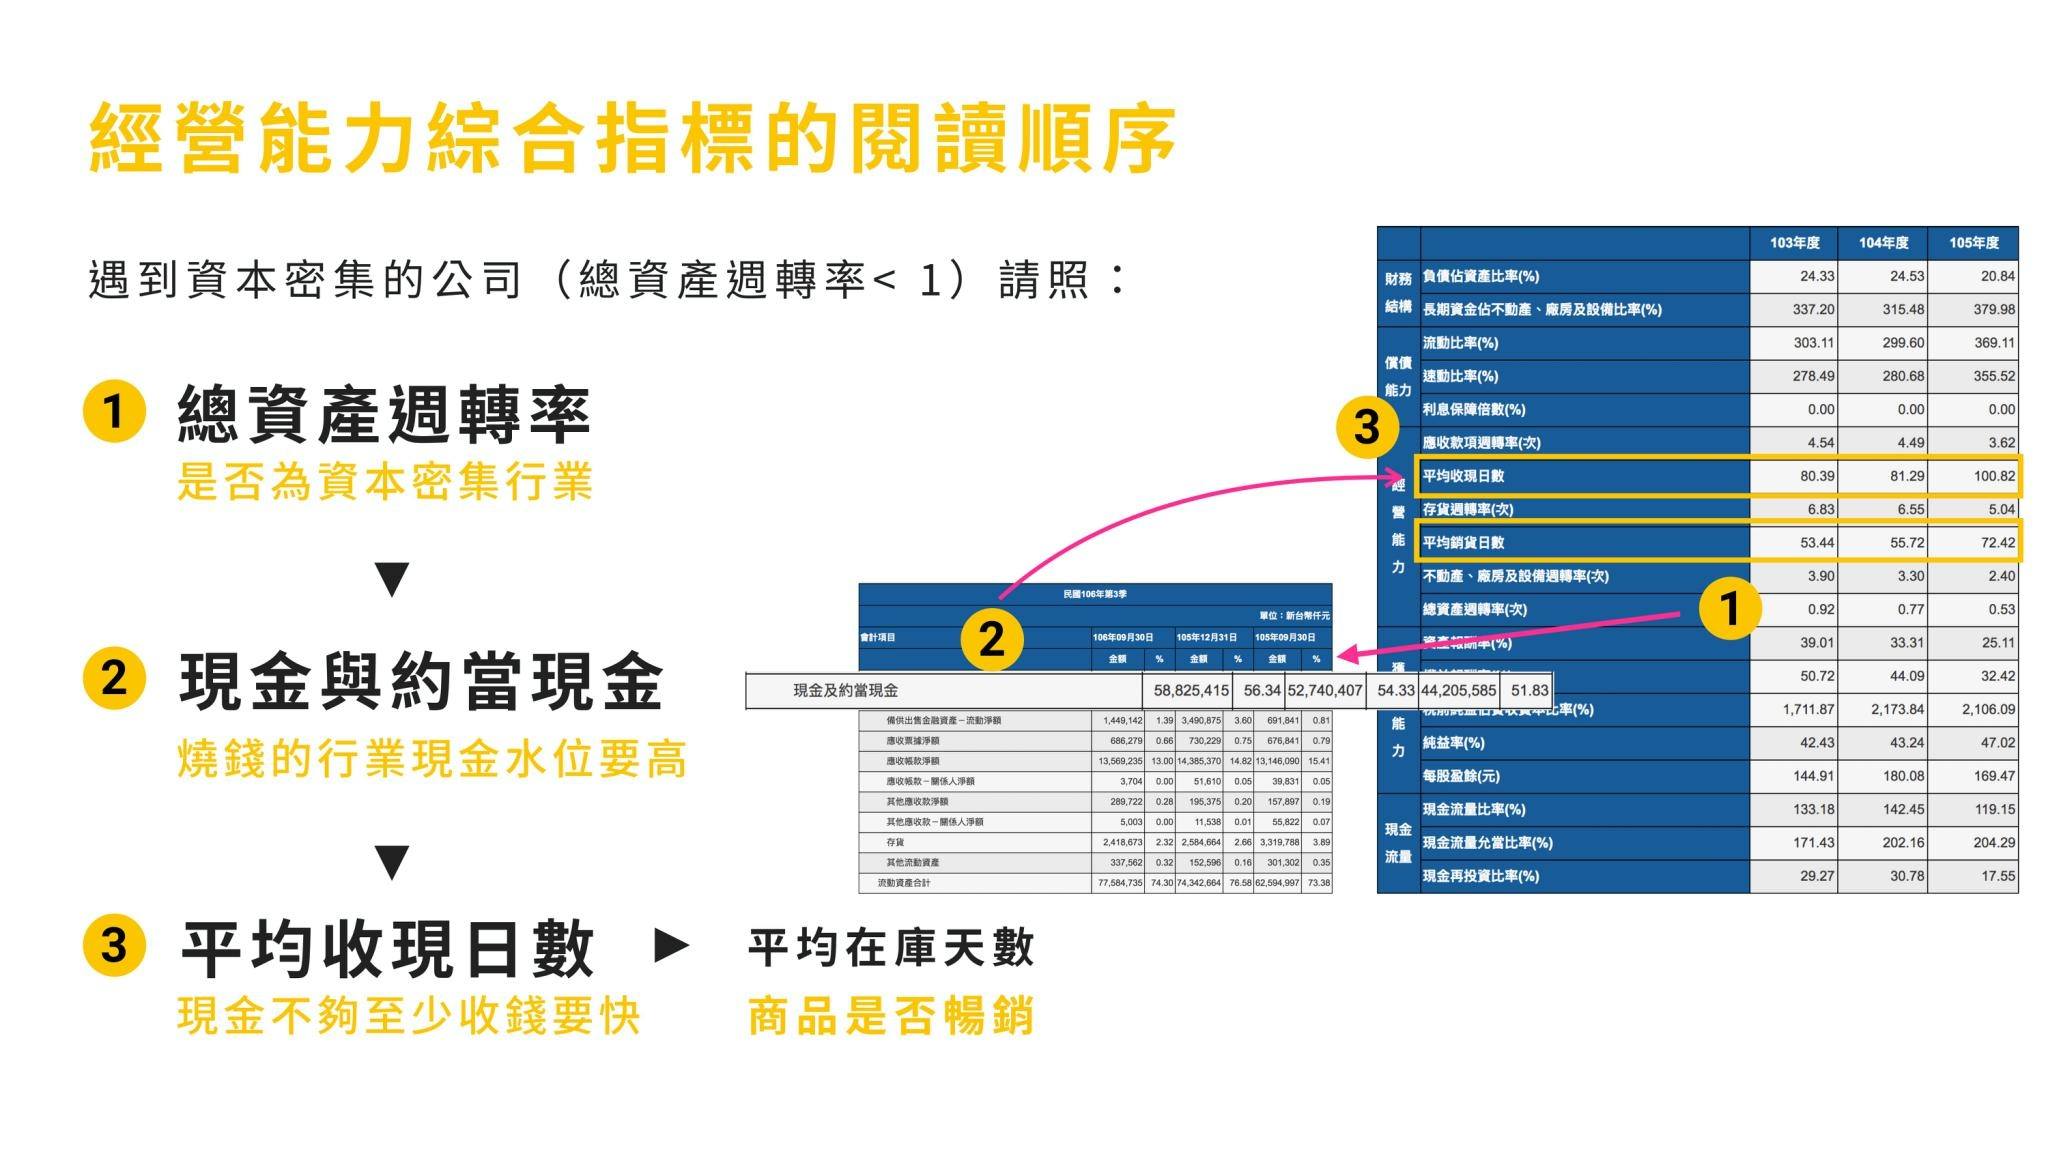 經營能力綜合指標的閱讀順序
遇到資本密集的公司（總資產週轉率< 1）請照：
1 總資產週轉率
是否為資本密集行業
▼
2 現金與約當現金
燒錢的行業現金水位要高
▼
3 平均收現日數 ▶ 平均在庫天數
現金不夠至少收錢要快 商品是否暢銷
民國106年第3季
單位：新台幣仟元
會計項目 2 106年09月30日 105年12月31日 105年09月30日
金額 % 金額 % 金額 %
現金及約當現金 58,825,415 56.34 52,740,407 54.33 44,205,585 51.83
備供出售金融資產－流動淨額 1,449,142 1.39 3,490,875 3.60 691,841 0.81
應收票據淨額 686,279 0.66 730,229 0.75 676,841 0.79
應收帳款淨額 13,569,235 13.00 14,385,370 14.82 13,146,090 15.41
應收帳款－關係人淨額 3,704 0.00 51,610 0.05 39,831 0.05
其他應收款淨額 289,722 0.28 195,375 0.20 157,897 0.19
其他應收款－關係人淨額 5,003 0.00 11,538 0.01 55,822 0.07
存貨 2,418,673 2.32 2,584,664 2.66 3,319,788 3.89
其他流動資產 337,562 0.32 152,596 0.16 301,302 0.35
流動資產合計 77,584,735 74.30 74,342,664 76.58 62,594,997 73.38
103年度 104年度 105年度
財務結構 負債佔資產比率(%) 24.33 24.53 20.84
長期資金佔不動產、廠房及設備比率(%) 337.20 315.48 379.98
償債能力 流動比率(%) 303.11 299.60 369.11
速動比率(%) 278.49 280.68 355.52
利息保障倍數(%) 0.00 0.00 0.00
3
經營能力 應收款項週轉率(次) 4.54 4.49 3.62
平均收現日數 80.39 81.29 100.82
存貨週轉率(次) 6.83 6.55 5.04
平均銷貨日數 53.44 55.72 72.42
不動產、廠房及設備週轉率(次) 3.90 3.30 2.40
總資產週轉率(次) 1 0.92 0.77 0.53
獲 能力 資產報酬率(%) 39.01 33.31 25.11
50.72 44.09 32.42
比率(%) 1,711.87 2,173.84 2,106.09
純益率(%) 42.43 43.24 47.02
每股盈餘(元) 144.91 180.08 169.47
現金流量 現金流量比率(%) 133.18 142.45 119.15
現金流量允當比率(%) 171.43 202.16 204.29
現金再投資比率(%) 29.27 30.78 17.55